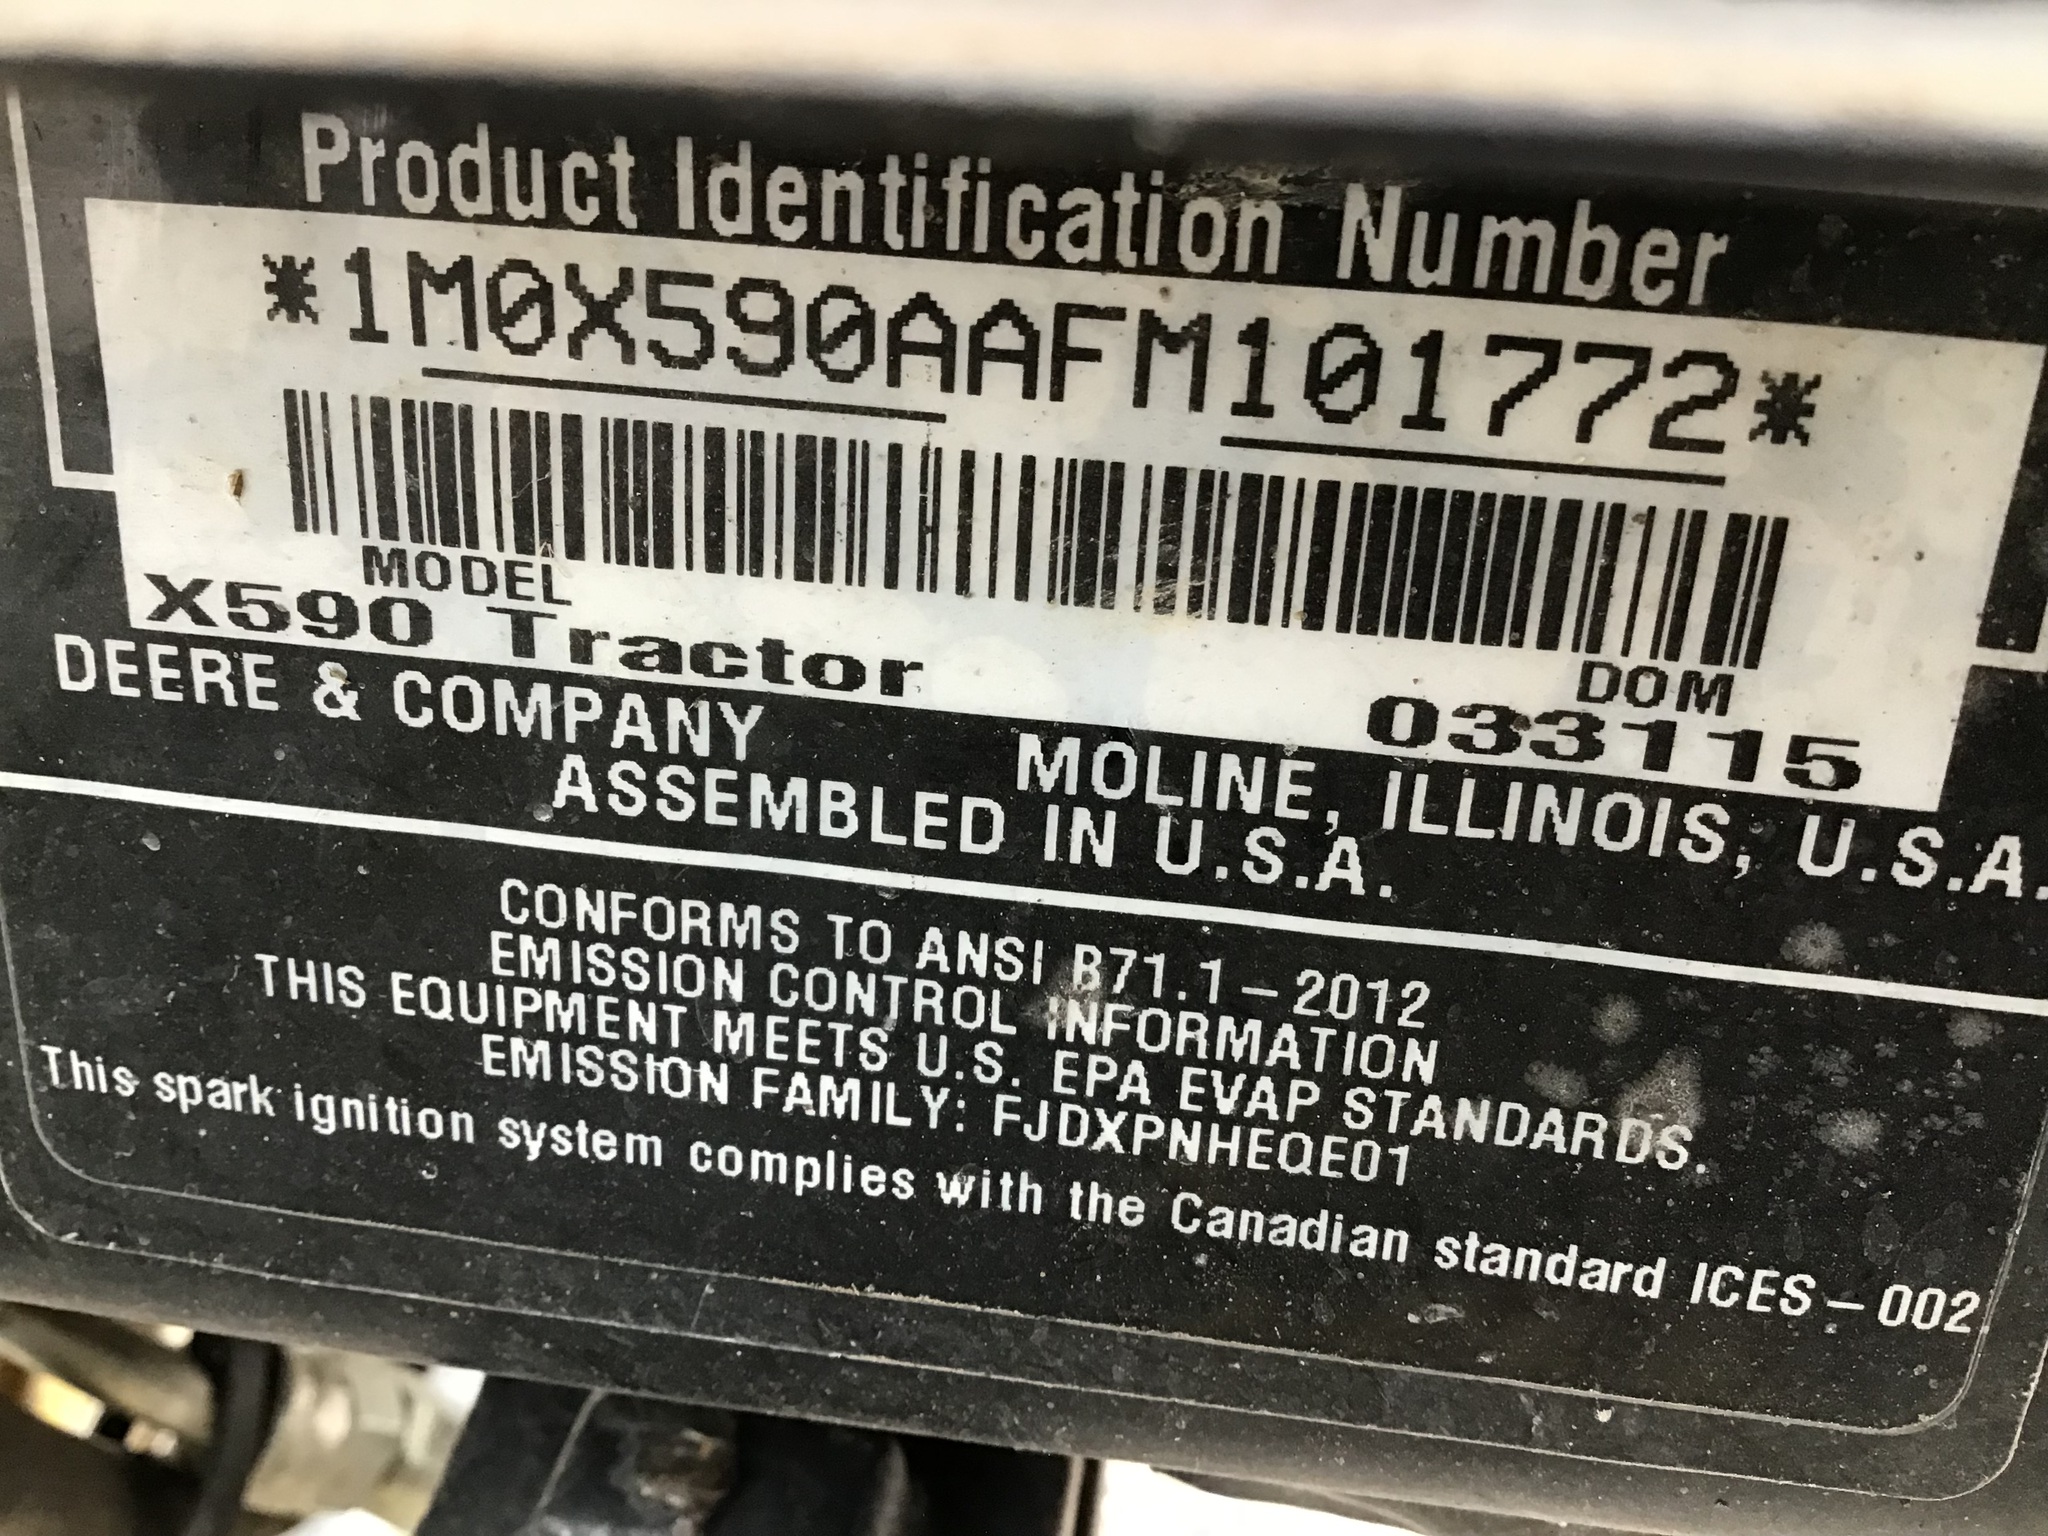 Product Identification Number
*1M0X590AAFM101772*
MODEL
X590 Tractor
DOM
033115
DEERE & COMPANY MOLINE, ILLINOIS, U.S.A.
ASSEMBLED IN U.S.A.
CONFORMS TO ANSI B71.1 – 2012
EMISSION CONTROL INFORMATION
THIS EQUIPMENT MEETS U.S. EPA EVAP STANDARDS.
EMISSION FAMILY: FJDXPNHEQE01
This spark ignition system complies with the Canadian standard ICES – 002